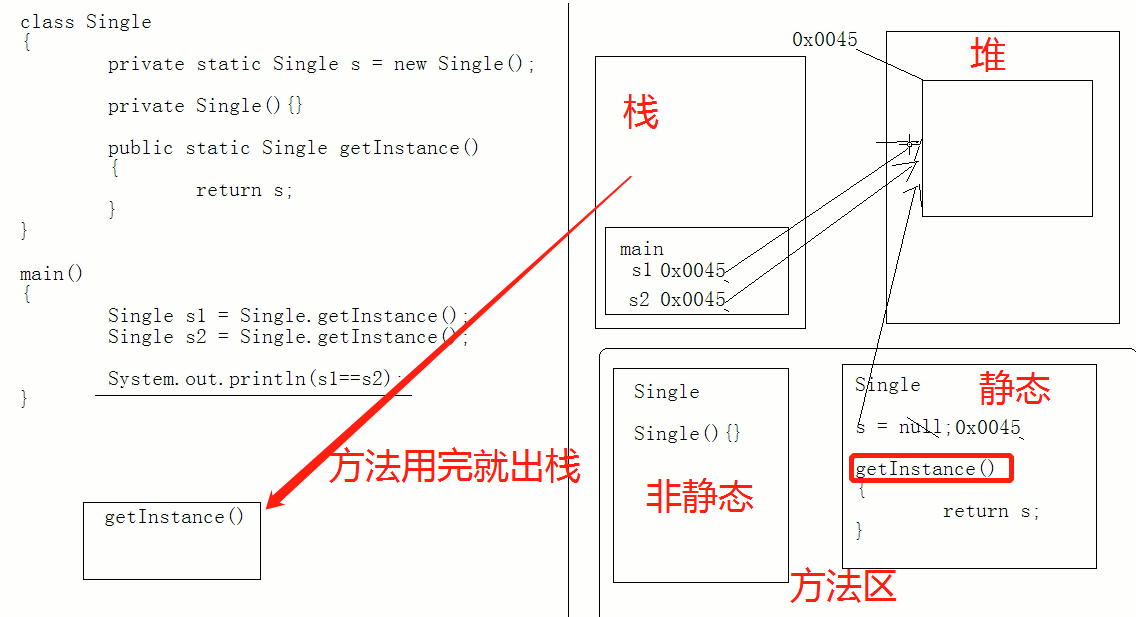 class Single
{
private static Single s = new Single();
private Single(){}
public static Single getInstance()
{
return s;
}
}
main()
{
Single s1 = Single.getInstance();
Single s2 = Single.getInstance();
System.out.println(s1==s2);
}
方法用完就出栈
getInstance()
栈
main
s1 0x0045
s2 0x0045
0x0045
堆
Single
Single(){}
非静态
Single
静态
s = null;0x0045
getInstance()
{
return s;
}
方法区